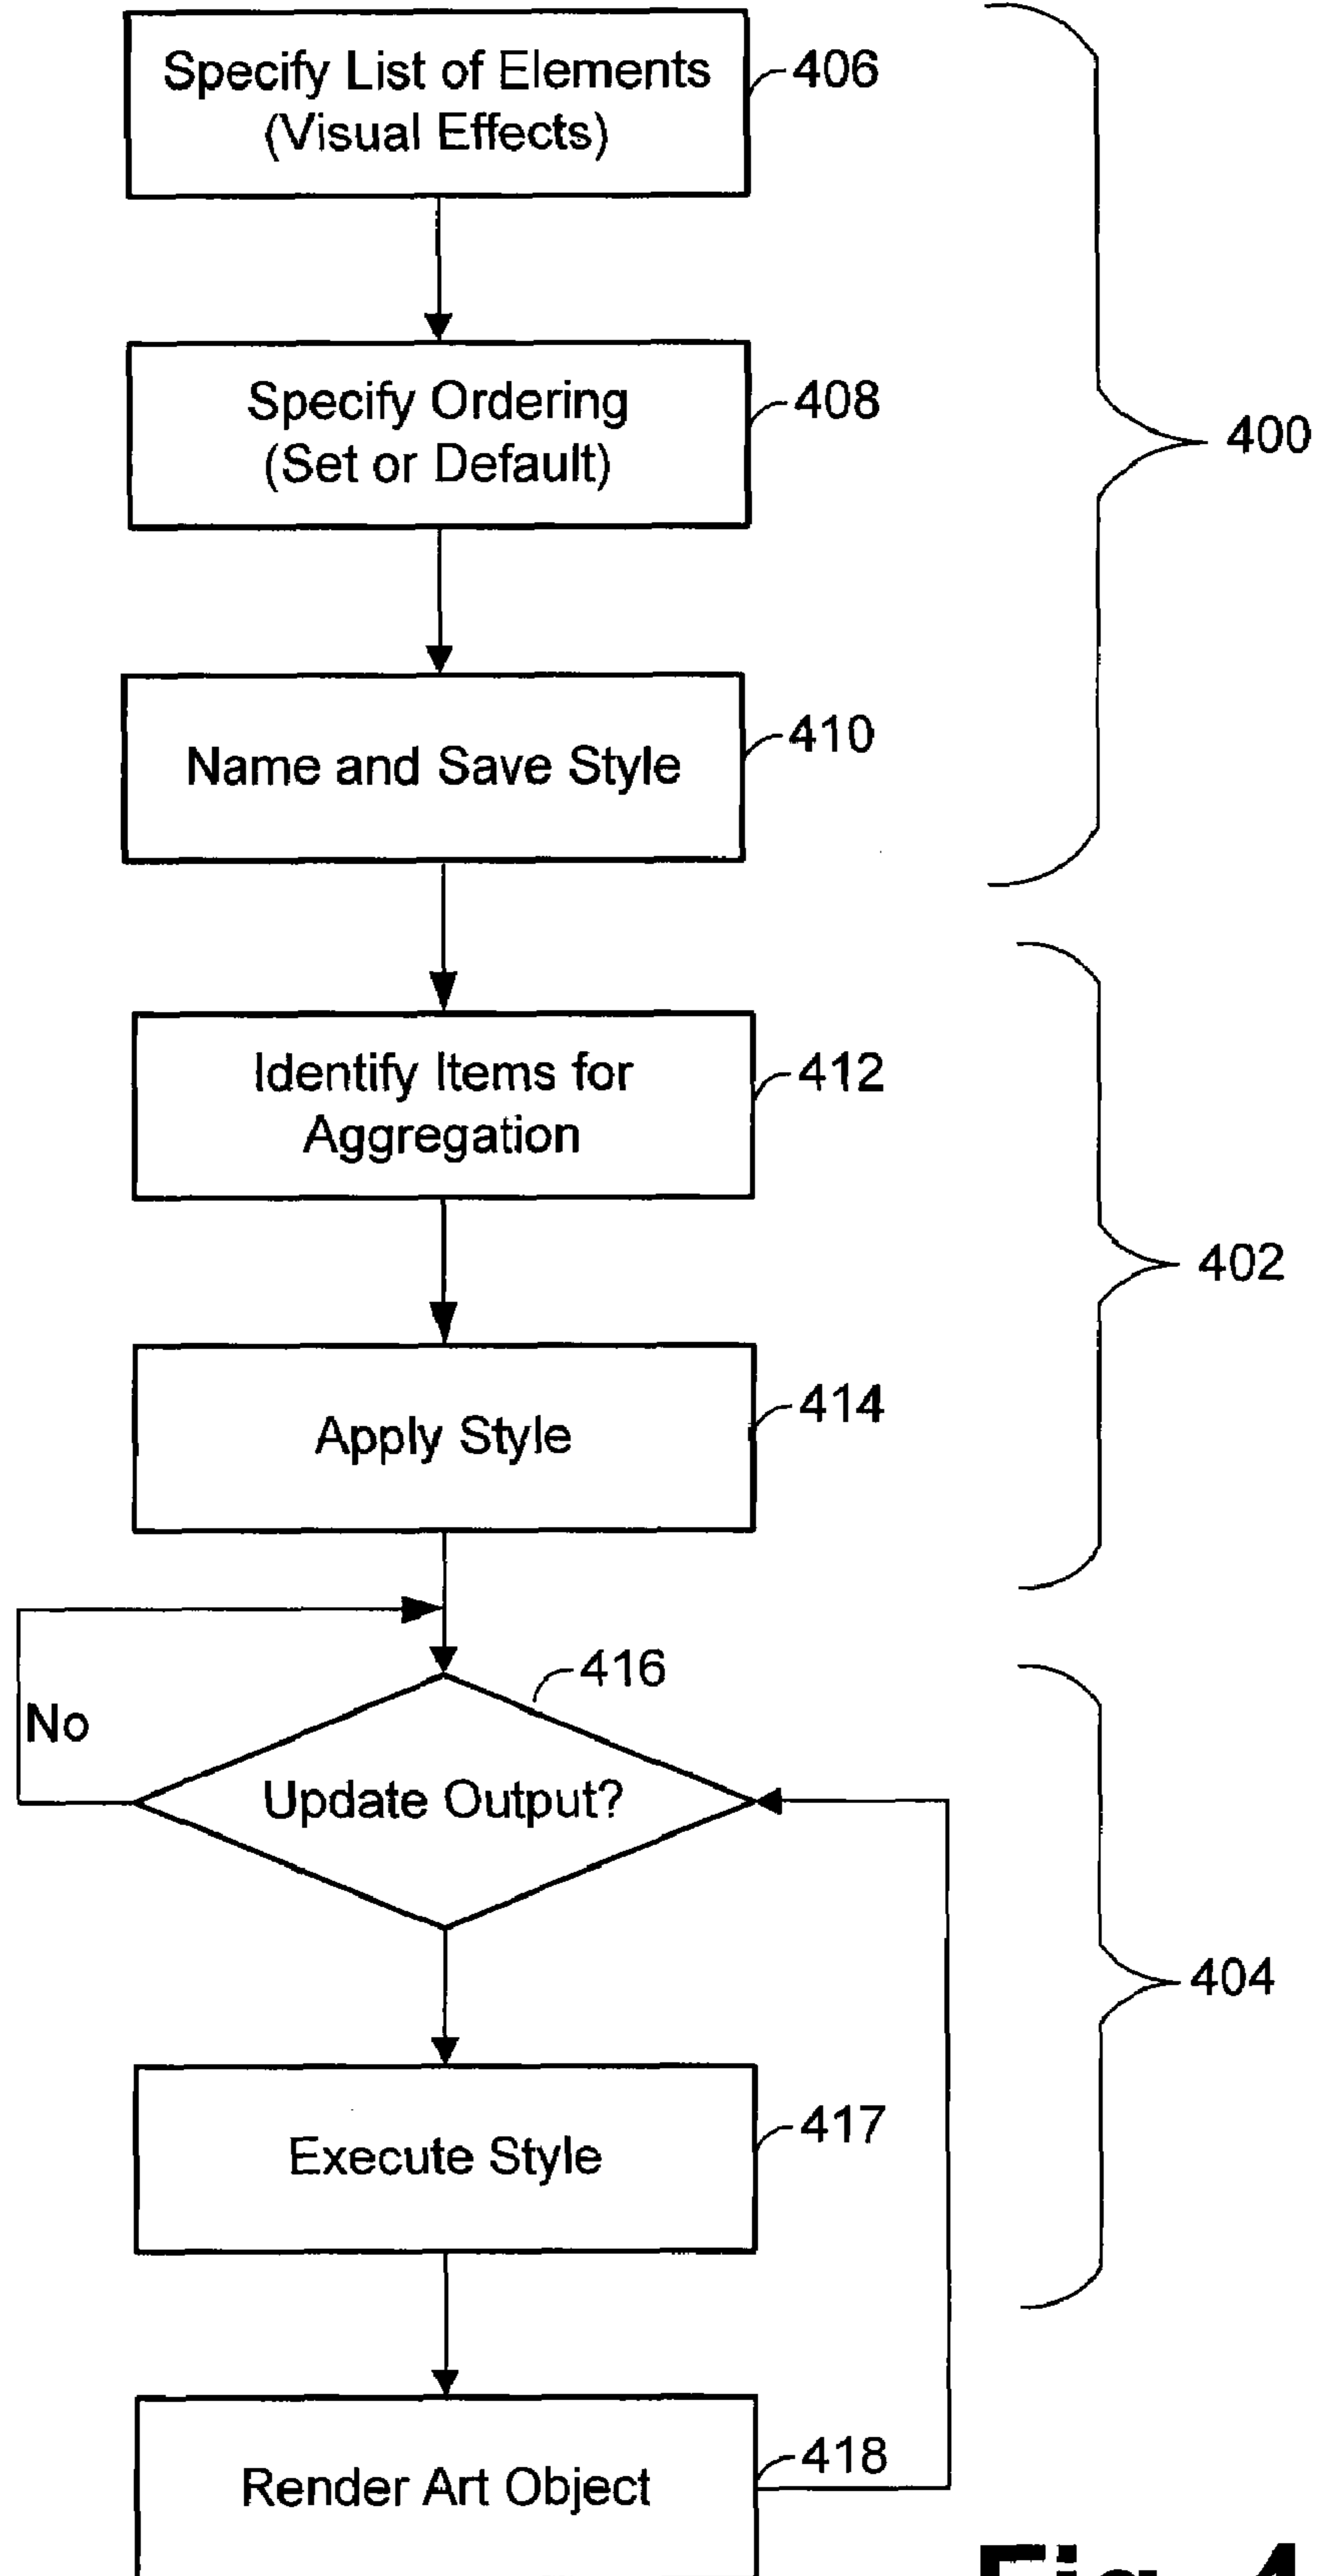 Specify List of Elements
(Visual Effects)
406
Specify Ordering
(Set or Default)
408
400
Name and Save Style
410
Identify Items for
Aggregation
412
402
Apply Style
414
416
No
Update Output?
404
Execute Style
417
Render Art Object
418
Fig. 4